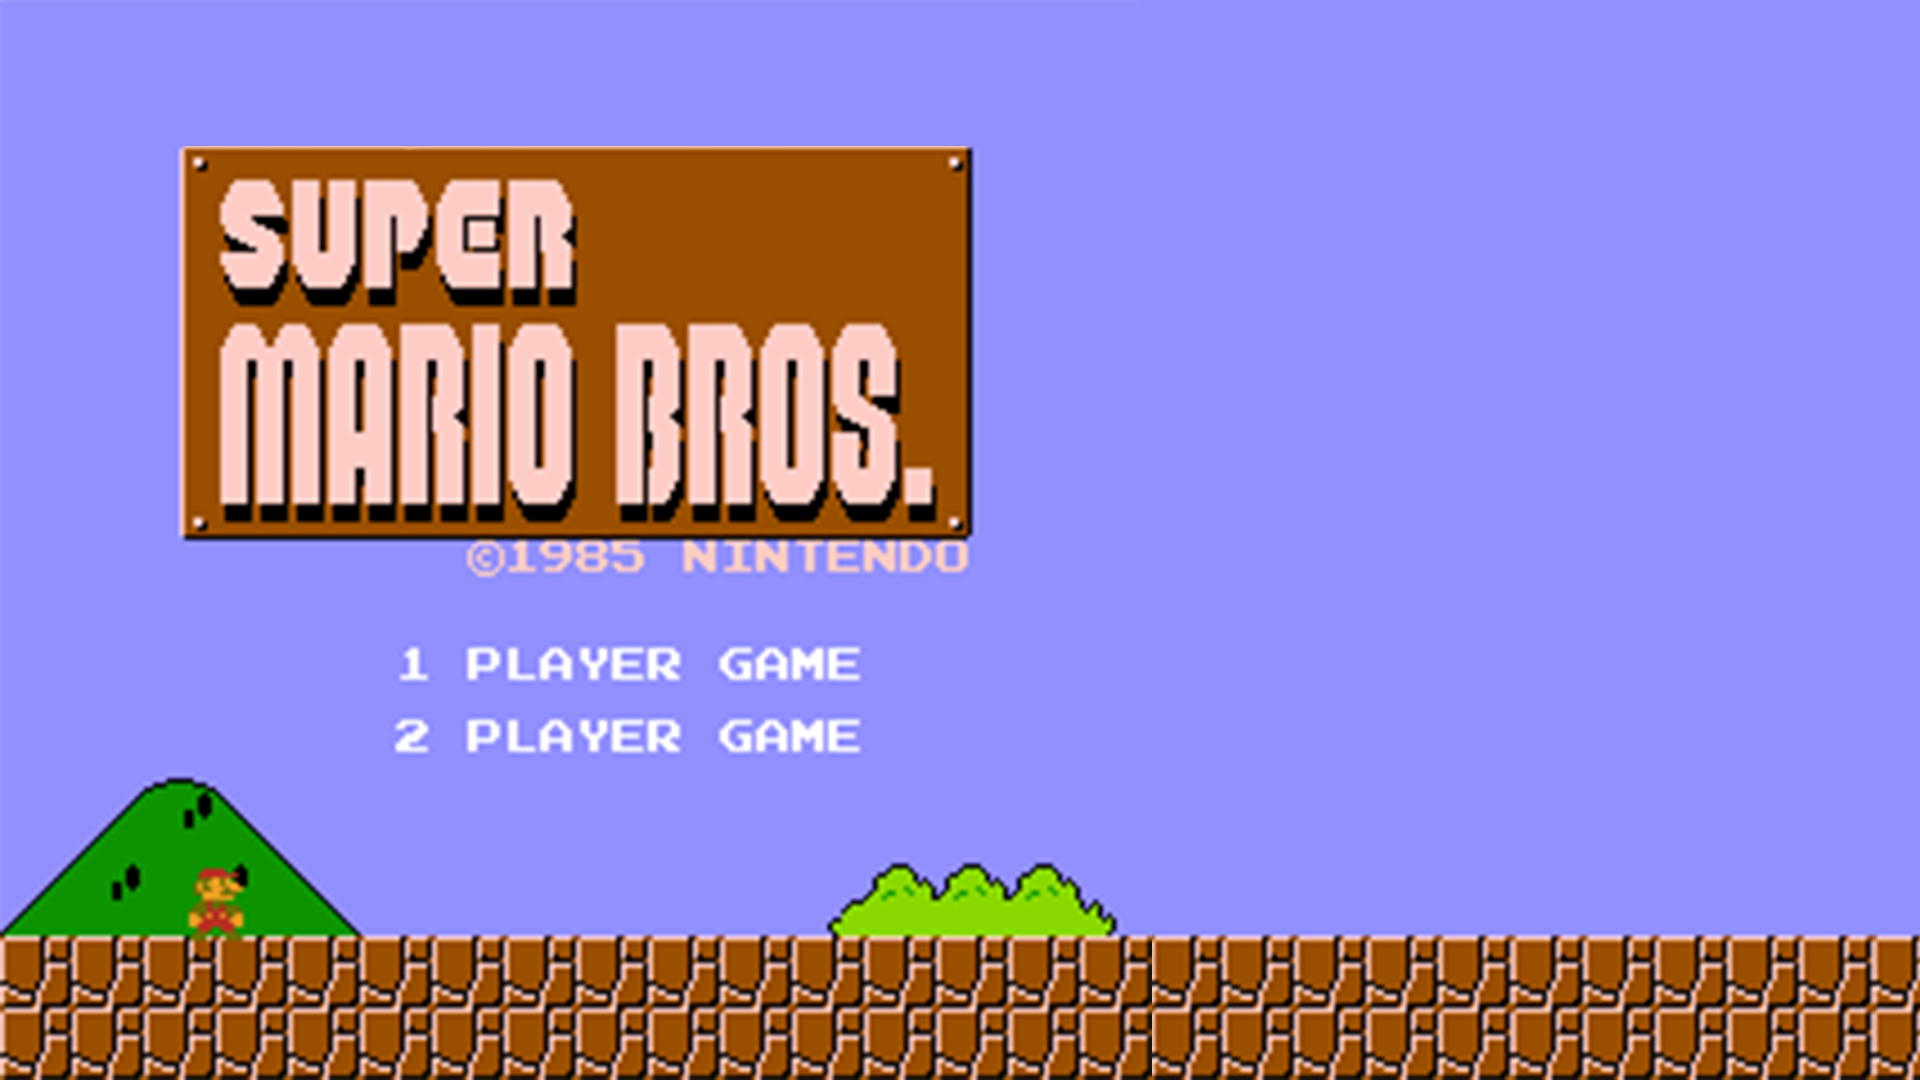 SUPER
MARIO BROS.
©1985 NINTENDO
1 PLAYER GAME
2 PLAYER GAME